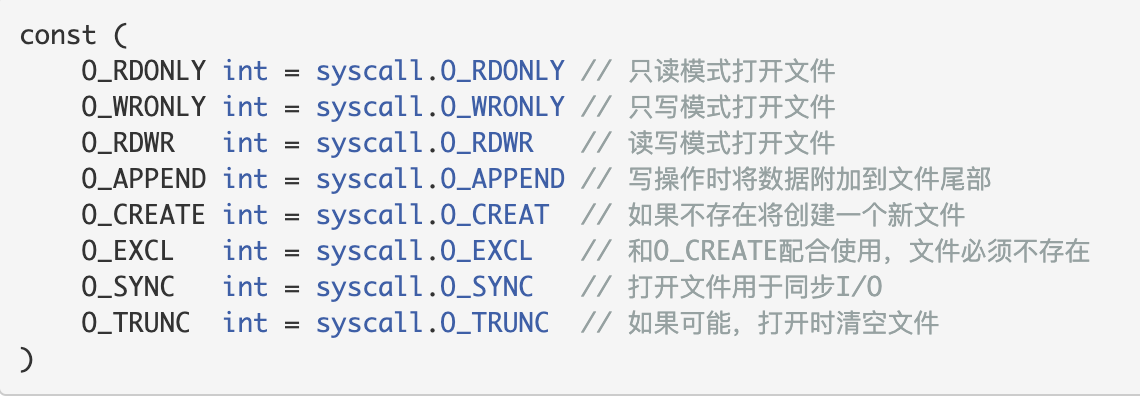 const (
    O_RDONLY int = syscall.O_RDONLY // 只读模式打开文件
    O_WRONLY int = syscall.O_WRONLY // 只写模式打开文件
    O_RDWR   int = syscall.O_RDWR   // 读写模式打开文件
    O_APPEND int = syscall.O_APPEND // 写操作时将数据附加到文件尾部
    O_CREATE int = syscall.O_CREAT  // 如果不存在将创建一个新文件
    O_EXCL   int = syscall.O_EXCL   // 和O_CREATE配合使用，文件必须不存在
    O_SYNC   int = syscall.O_SYNC   // 打开文件用于同步I/O
    O_TRUNC  int = syscall.O_TRUNC  // 如果可能，打开时清空文件
)